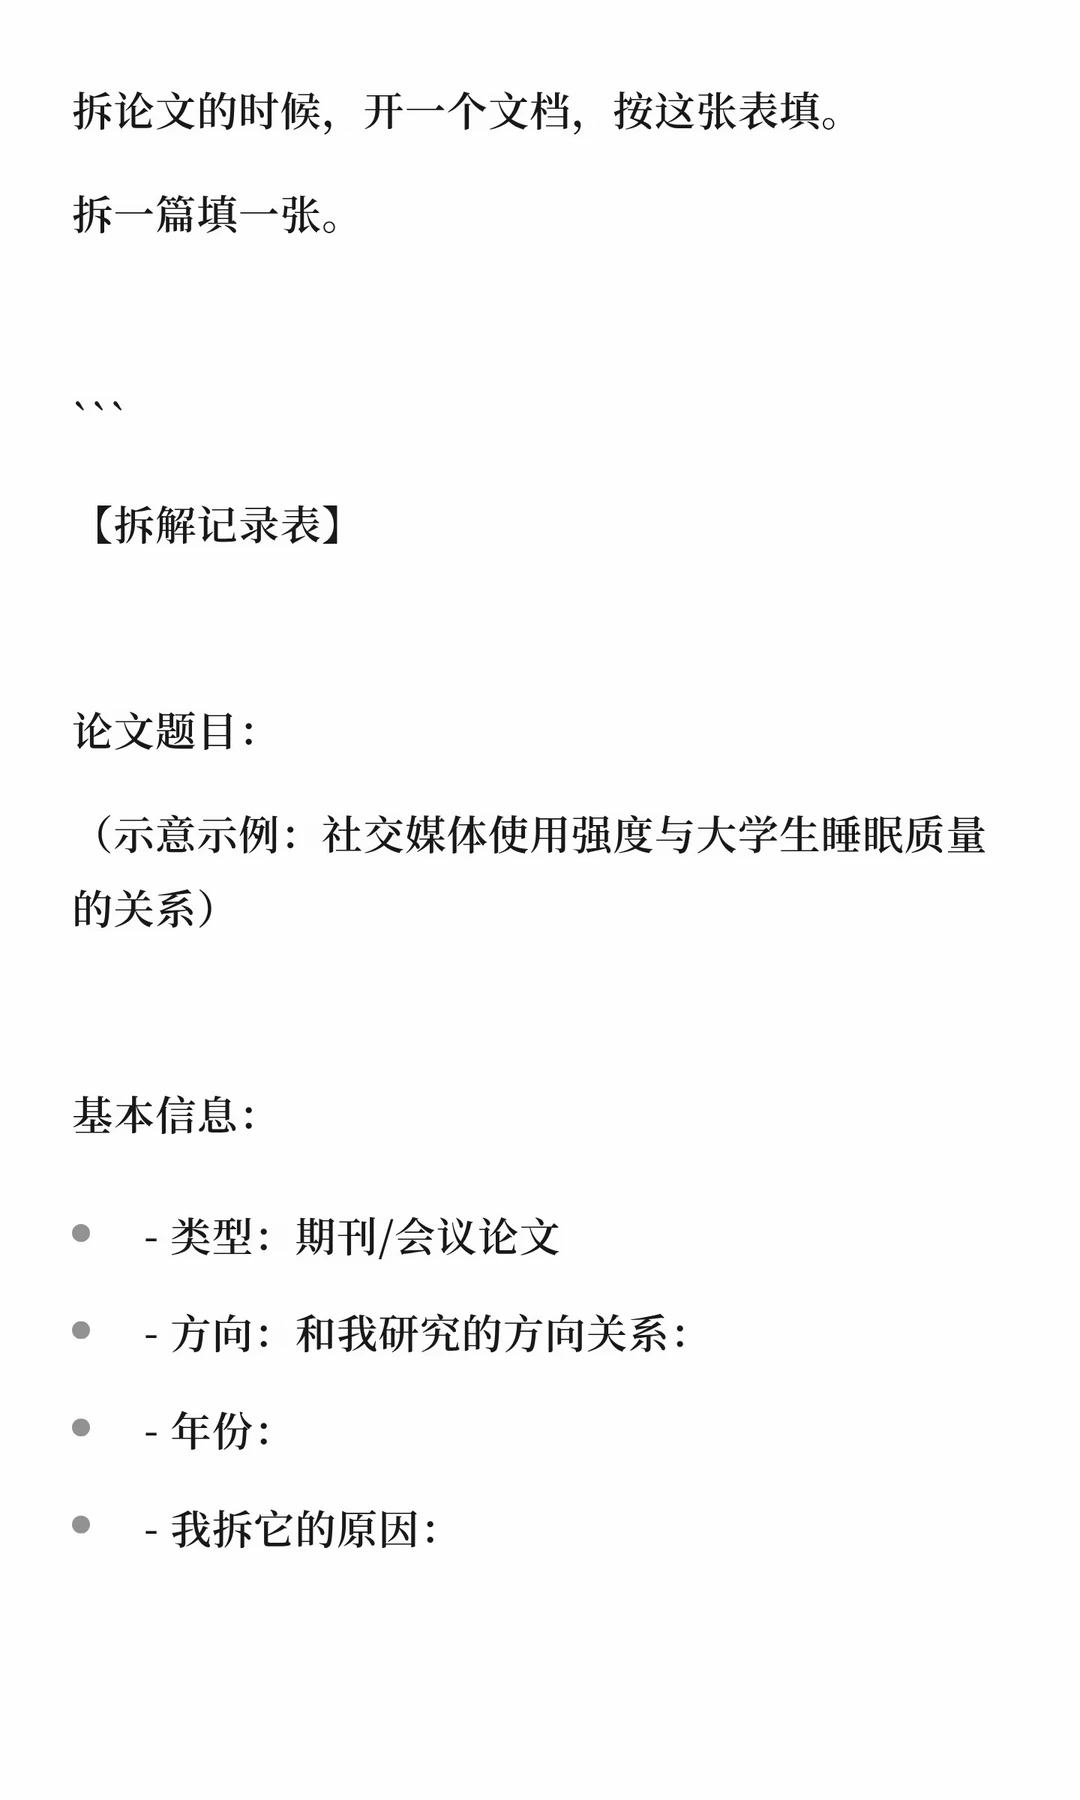 拆论文的时候，开一个文档，按这张表填。
拆一篇填一张。
```
【拆解记录表】
论文题目：
（示意示例：社交媒体使用强度与大学生睡眠质量
的关系）
基本信息：
- 类型：期刊/会议论文
- 方向：和我研究的方向关系：
- 年份：
- 我拆它的原因：